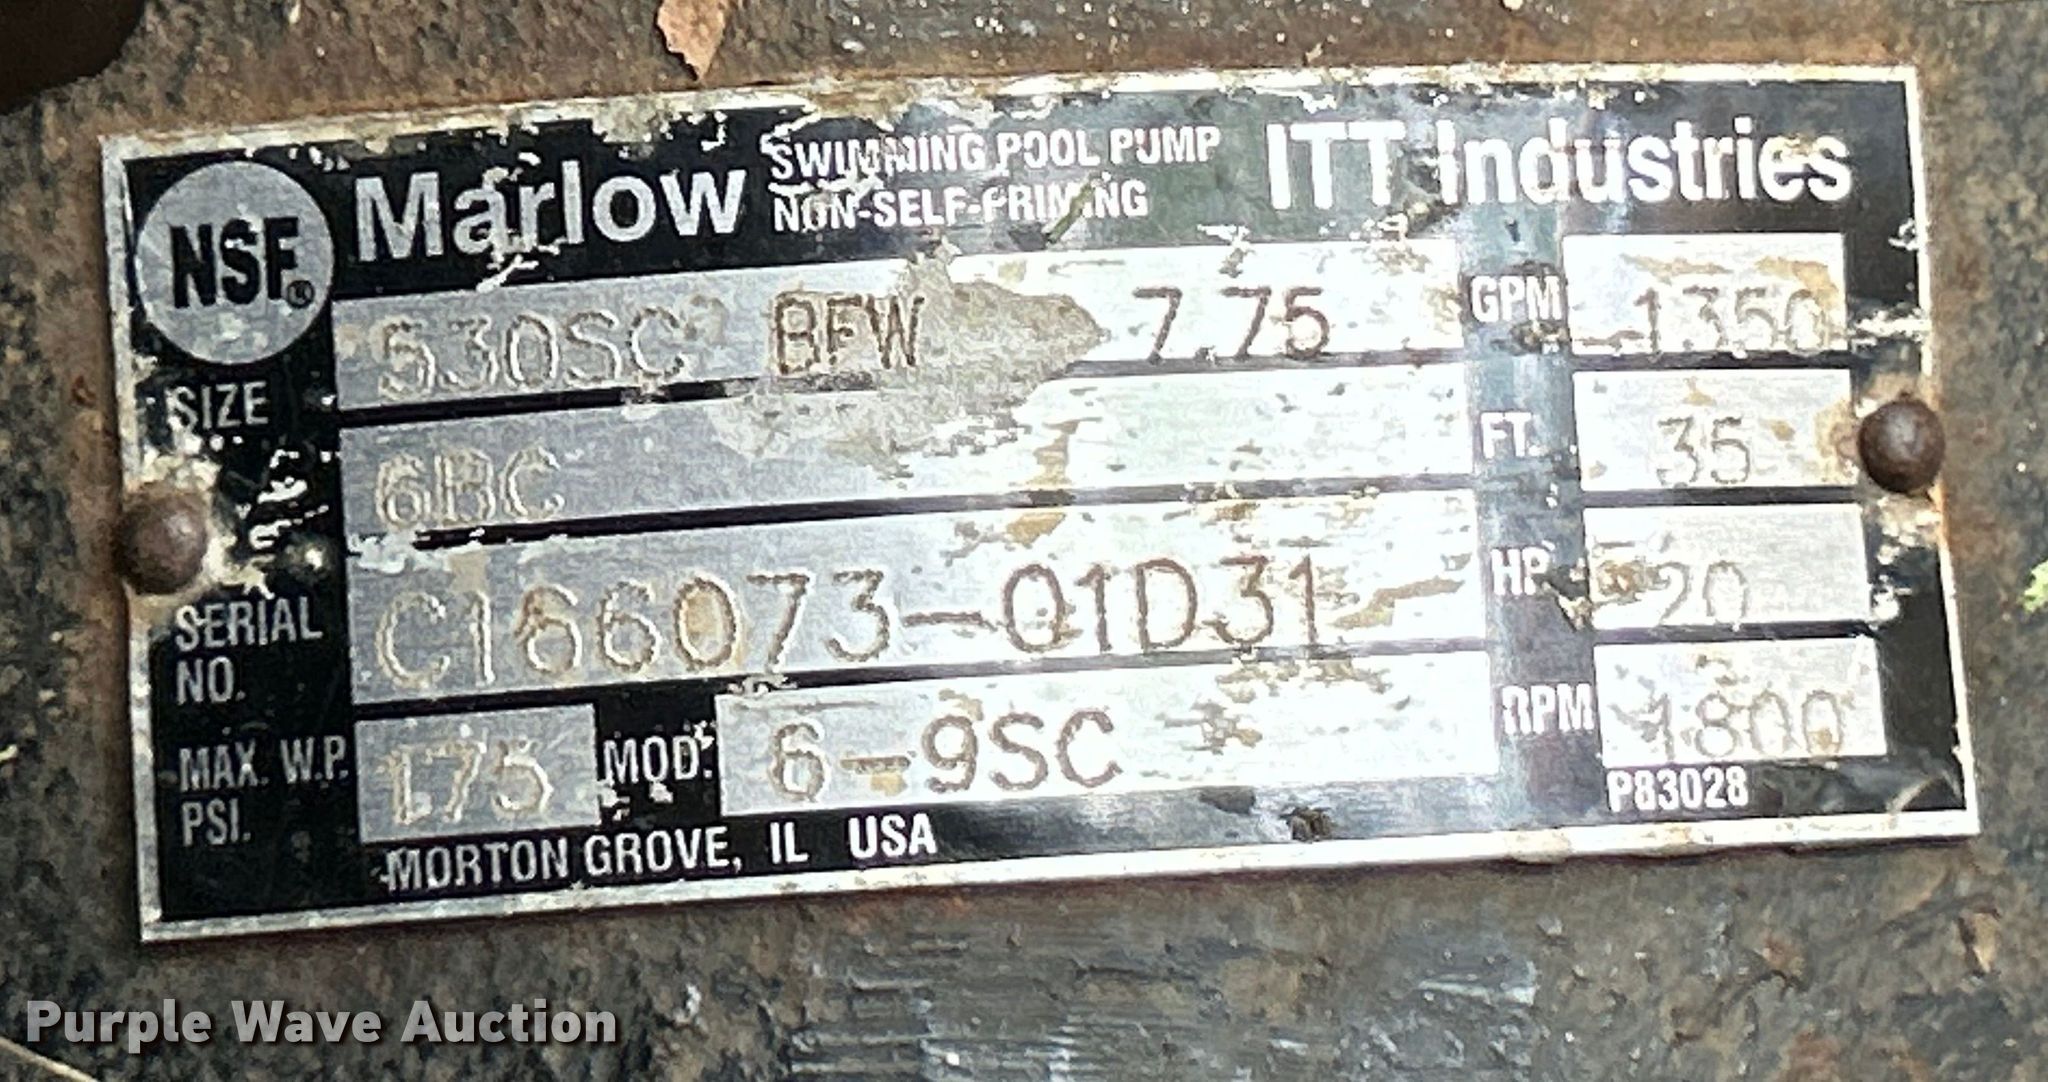 NSF®
Marlow SWIMMING POOL PUMP ITT Industries
NON-SELF-PRIMING
530SC BFW 7.75 GPM 1350
SIZE 6BC FT. 35
SERIAL NO. C166073-01D31 HP 20
MAX. W.P. PSI. 175 MOD. 6-9SC RPM 1800
P83028
MORTON GROVE, IL USA
Purple Wave Auction